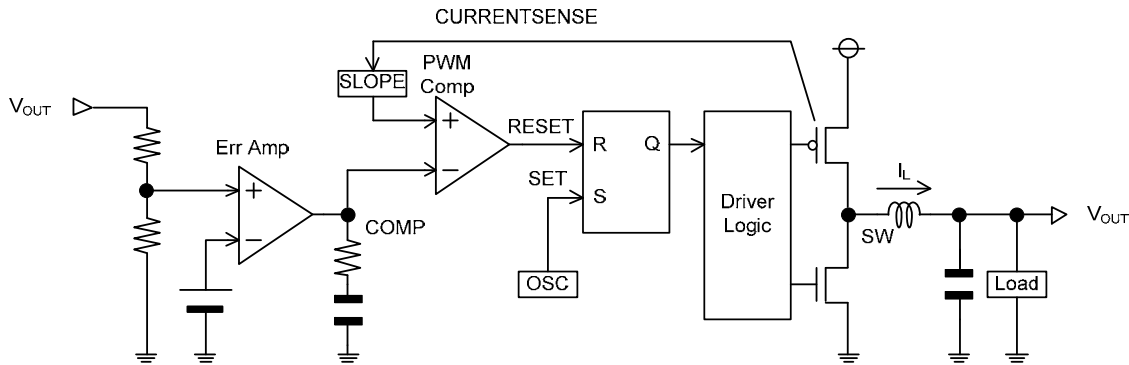 CURRENTSENSE
SLOPE
PWM
Comp
VOUT
Err Amp
+
−
+
−
RESET
SET
R
Q
S
COMP
OSC
Driver
Logic
IL
SW
VOUT
Load